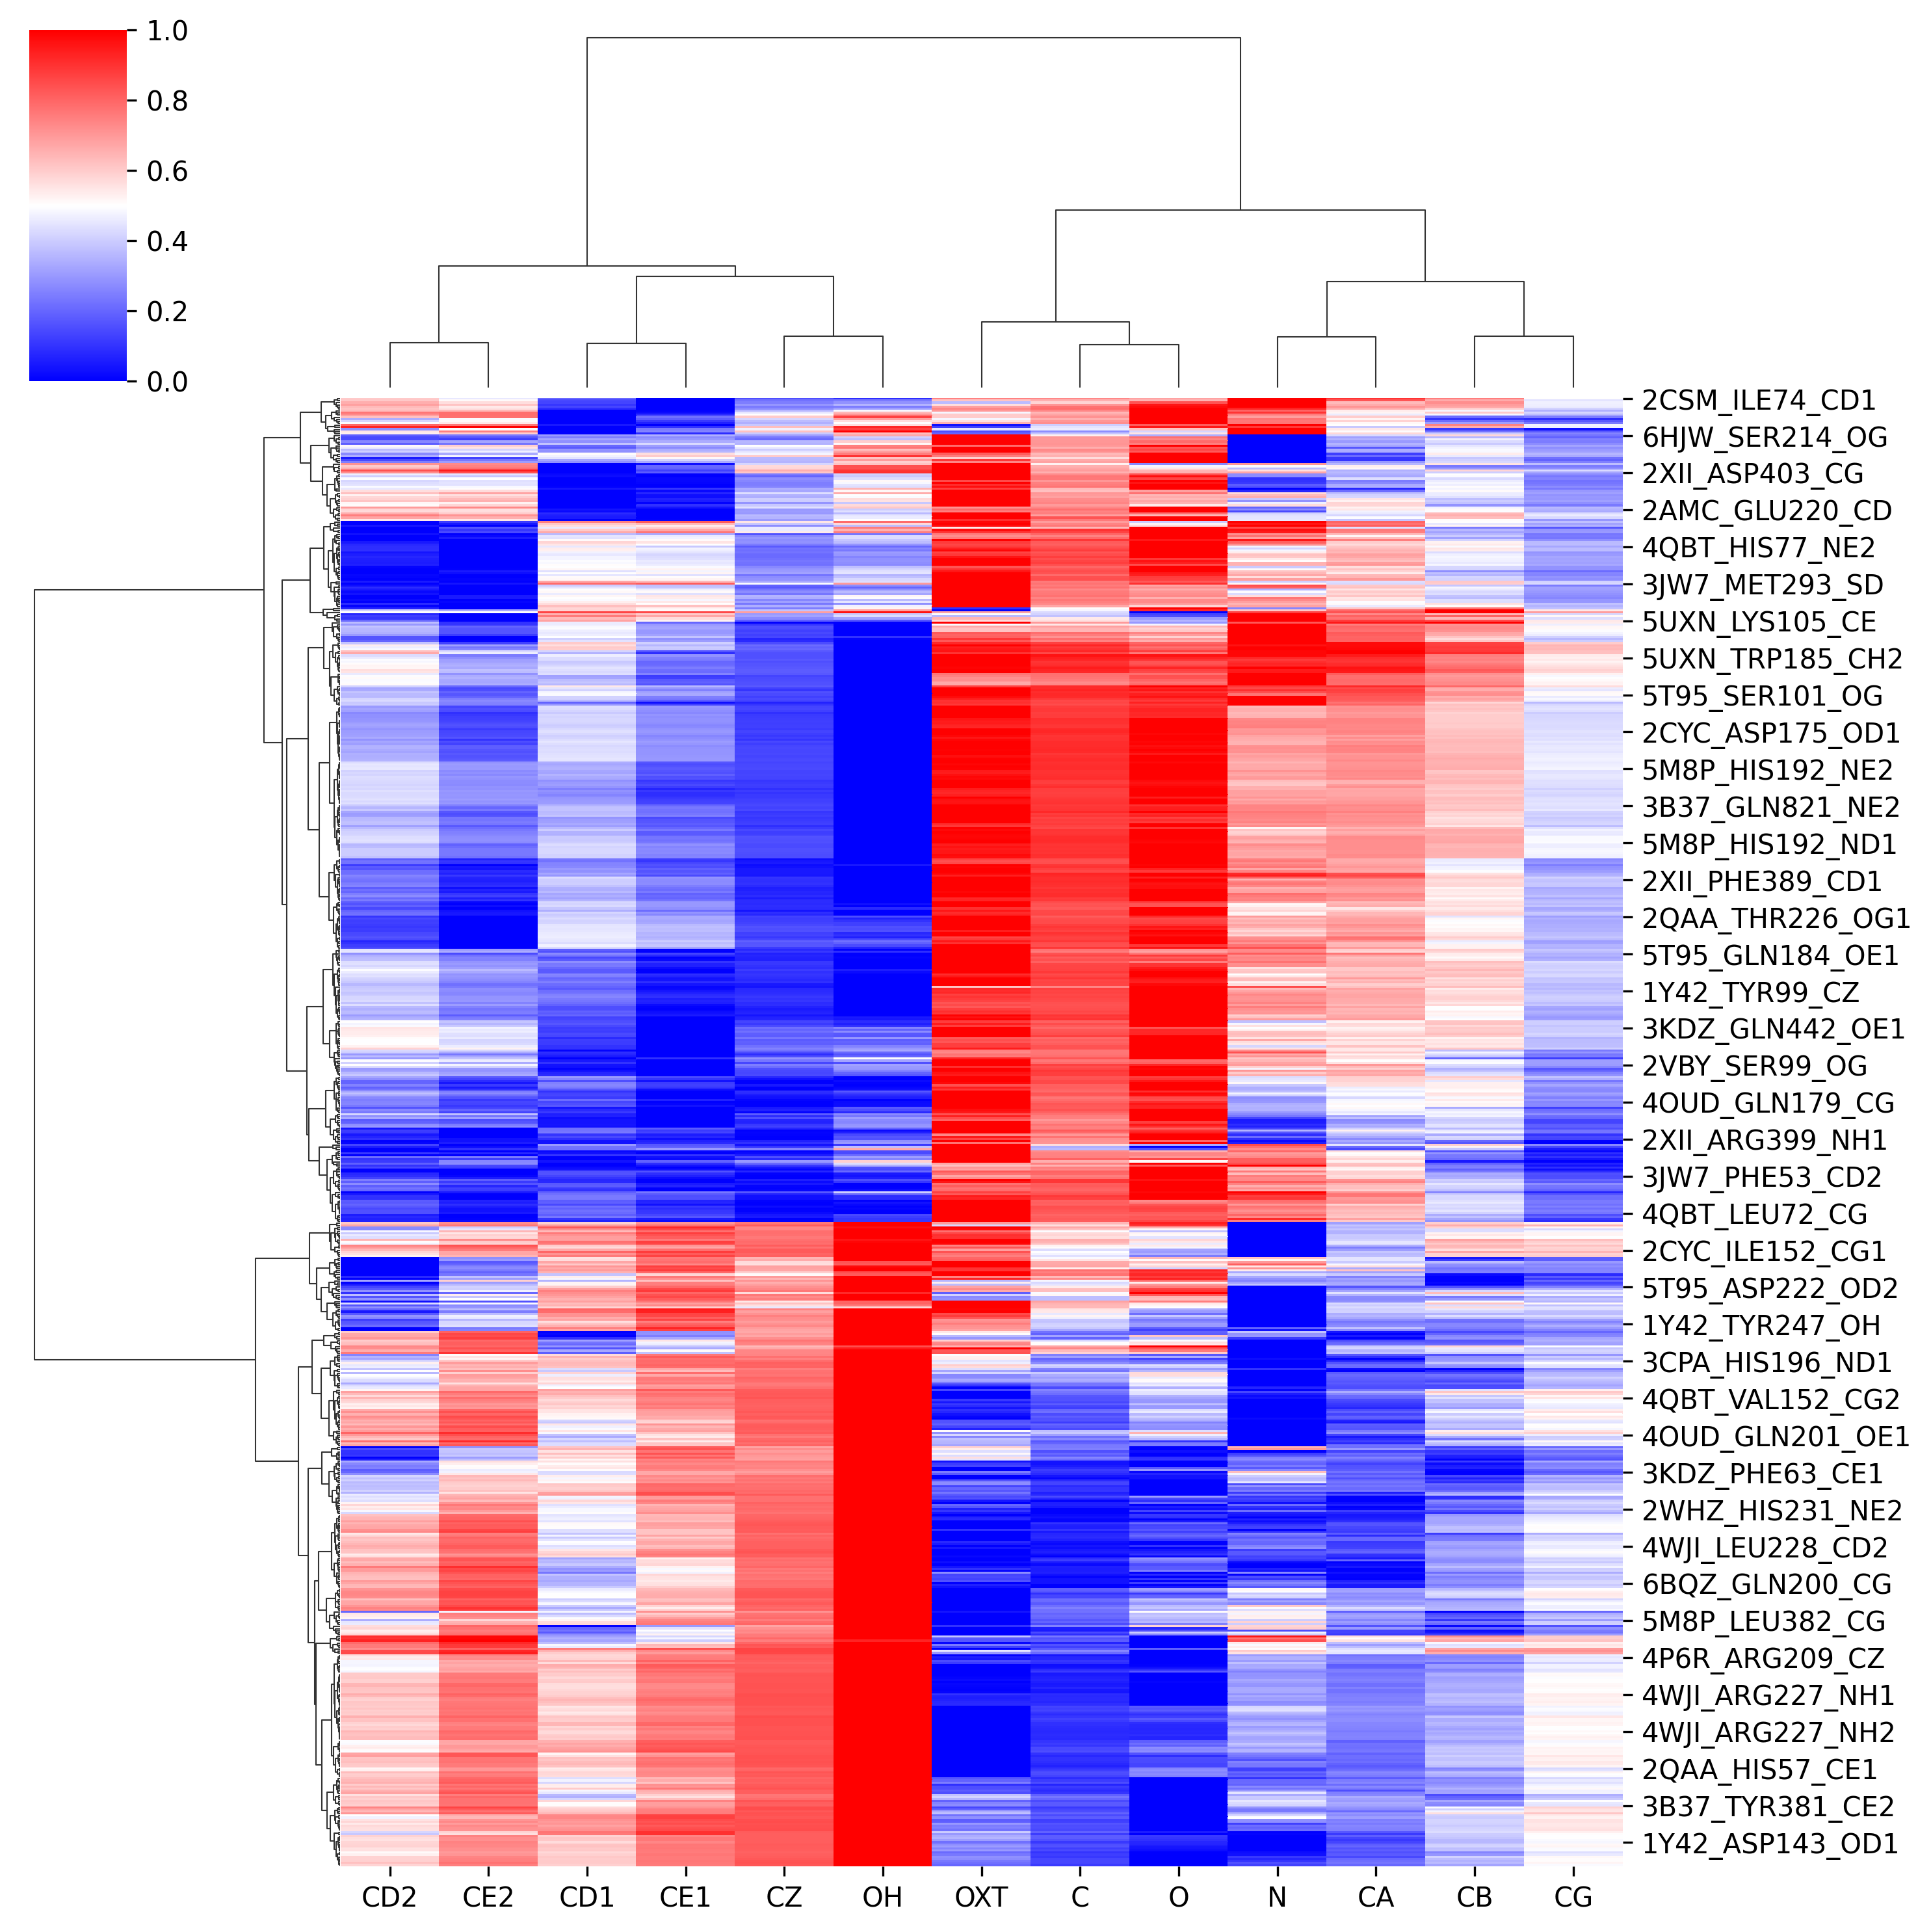 1.0
0.8
0.6
0.4
0.2
0.0
2CSM_ILE74_CD1
6HJW_SER214_OG
2XII_ASP403_CG
2AMC_GLU220_CD
4QBT_HIS77_NE2
3JW7_MET293_SD
5UXN_LYS105_CE
5UXN_TRP185_CH2
5T95_SER101_OG
2CYC_ASP175_OD1
5M8P_HIS192_NE2
3B37_GLN821_NE2
5M8P_HIS192_ND1
2XII_PHE389_CD1
2QAA_THR226_OG1
5T95_GLN184_OE1
1Y42_TYR99_CZ
3KDZ_GLN442_OE1
2VBY_SER99_OG
4OUD_GLN179_CG
2XII_ARG399_NH1
3JW7_PHE53_CD2
4QBT_LEU72_CG
2CYC_ILE152_CG1
5T95_ASP222_OD2
1Y42_TYR247_OH
3CPA_HIS196_ND1
4QBT_VAL152_CG2
4OUD_GLN201_OE1
3KDZ_PHE63_CE1
2WHZ_HIS231_NE2
4WJI_LEU228_CD2
6BQZ_GLN200_CG
5M8P_LEU382_CG
4P6R_ARG209_CZ
4WJI_ARG227_NH1
4WJI_ARG227_NH2
2QAA_HIS57_CE1
3B37_TYR381_CE2
1Y42_ASP143_OD1
CD2 CE2 CD1 CE1 CZ OH OXT C O N CA CB CG